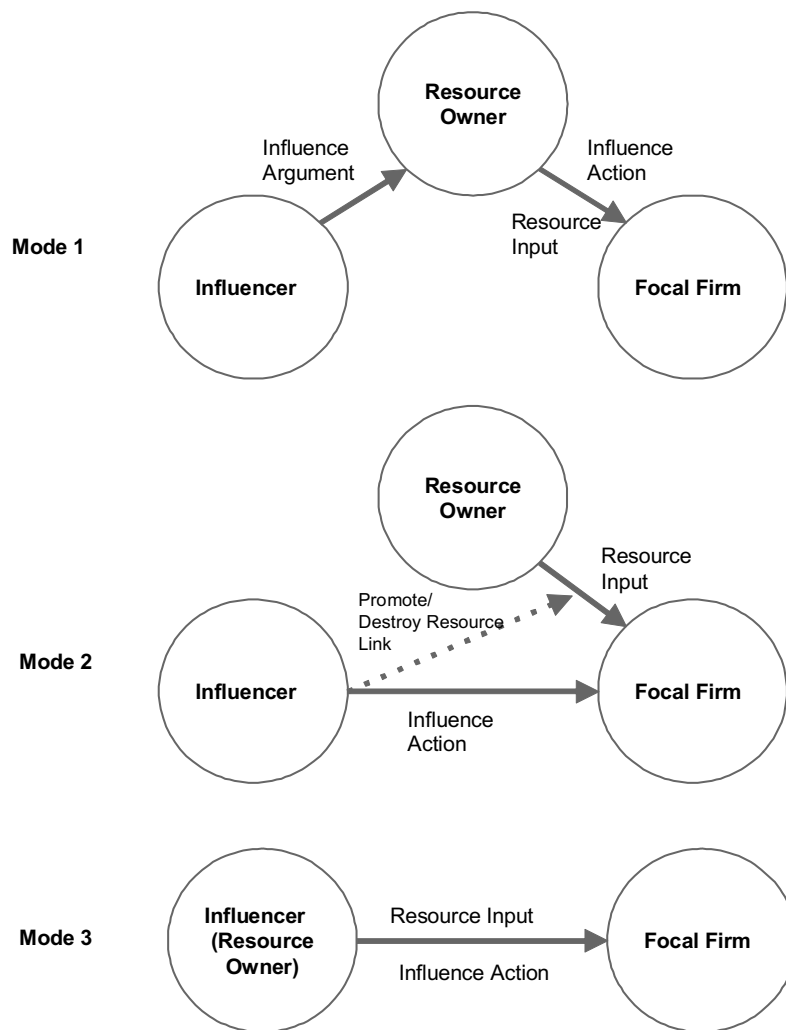 Resource
Owner
Influence
Argument
Influence
Action
Resource
Input
Mode 1
Influencer
Focal Firm
Resource
Owner
Resource
Input
Promote/
Destroy Resource
Link
Mode 2
Influencer
Focal Firm
Influence
Action
Mode 3
Influencer
(Resource
Owner)
Resource Input
Influence Action
Focal Firm